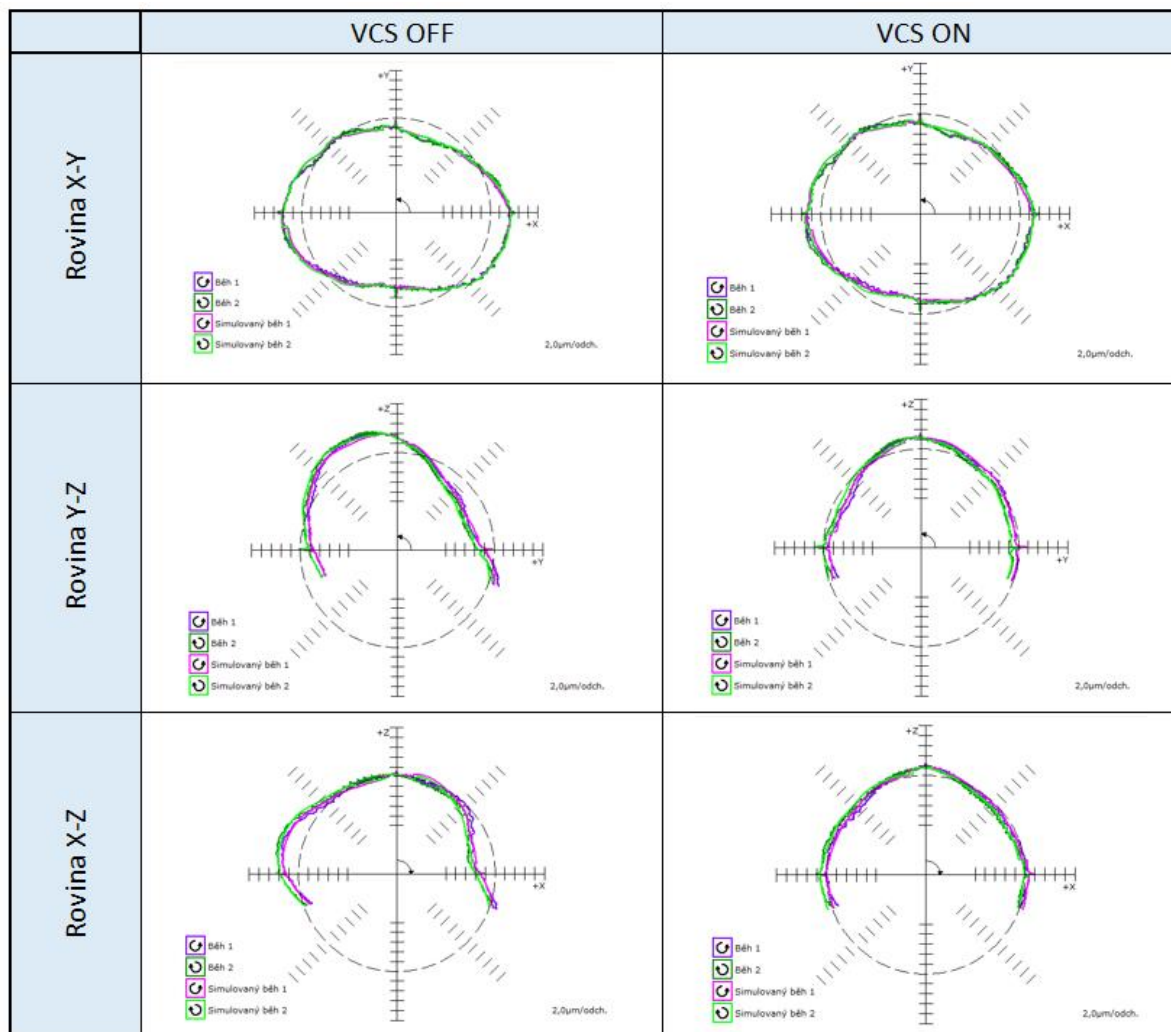 VCS OFF
VCS ON
Rovina X-Y
+Y
+X
Běh 1
Běh 2
Simulovaný běh 1
Simulovaný běh 2
2,0µm/odch.
+Y
+X
Běh 1
Běh 2
Simulovaný běh 1
Simulovaný běh 2
2,0µm/odch.
Rovina Y-Z
+Z
+Y
Běh 1
Běh 2
Simulovaný běh 1
Simulovaný běh 2
2,0µm/odch.
+Z
+Y
Běh 1
Běh 2
Simulovaný běh 1
Simulovaný běh 2
2,0µm/odch.
Rovina X-Z
+Z
+X
Běh 1
Běh 2
Simulovaný běh 1
Simulovaný běh 2
2,0µm/odch.
+Z
+X
Běh 1
Běh 2
Simulovaný běh 1
Simulovaný běh 2
2,0µm/odch.